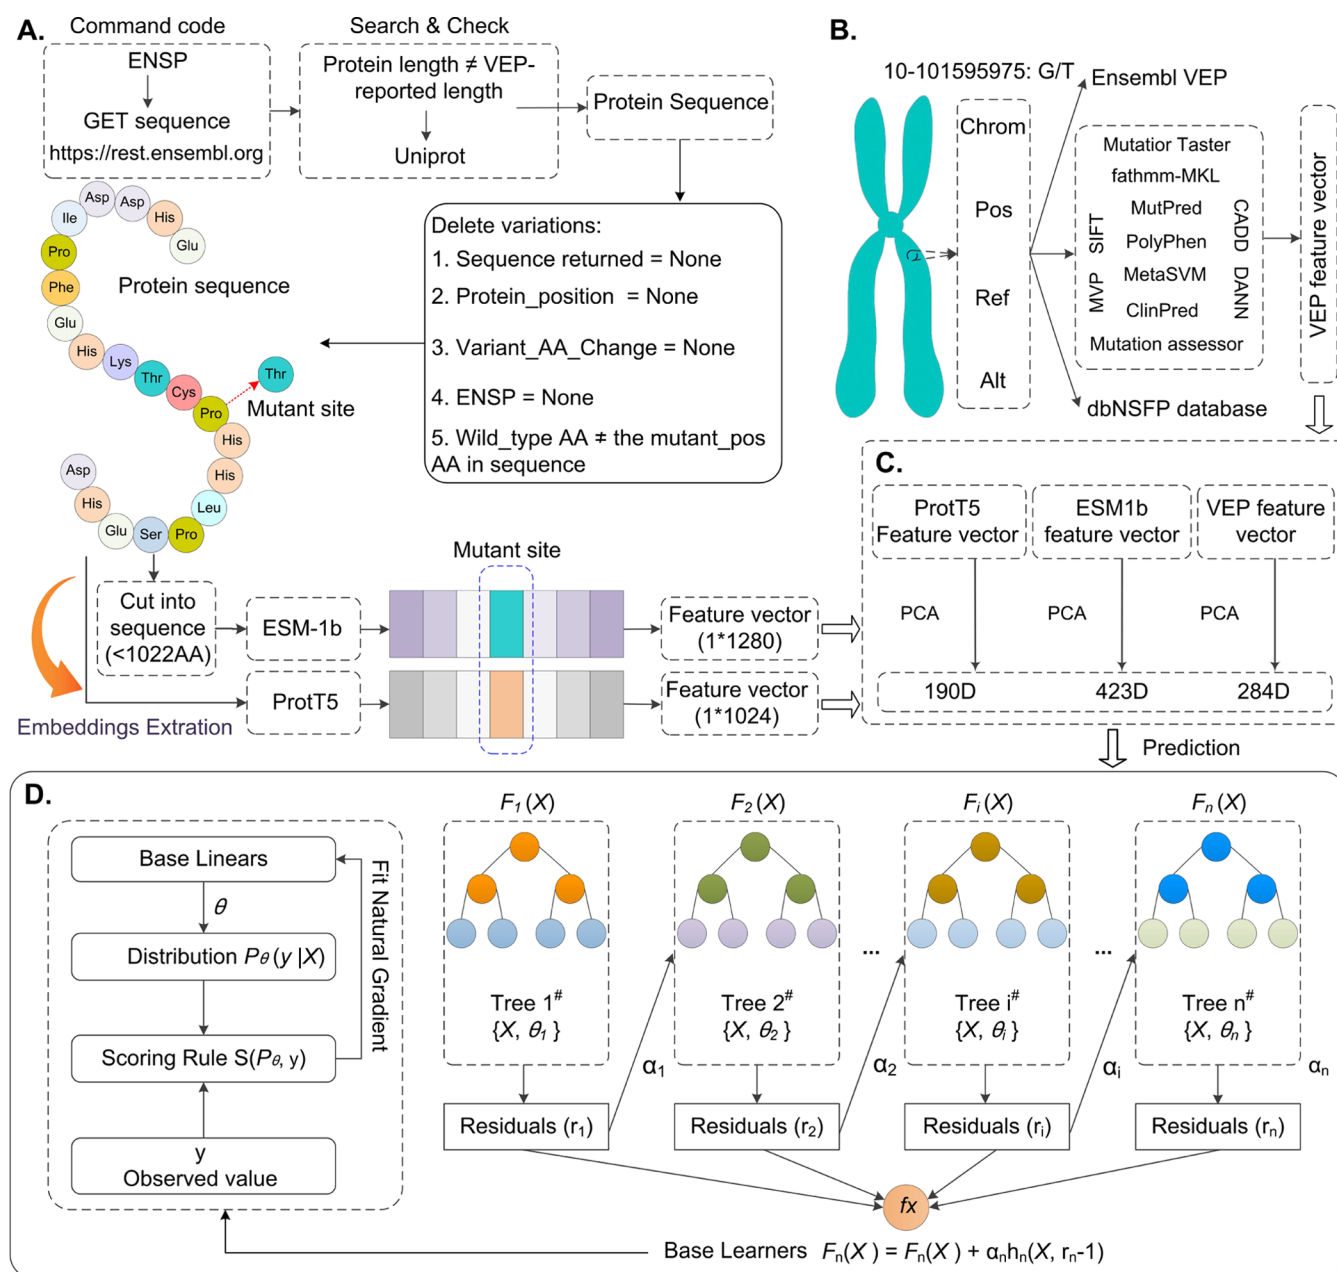 A.
Command code
ENSP
GET sequence
https://rest.ensembl.org
Search & Check
Protein length ≠ VEP-
reported length
Uniprot
Protein Sequence
Delete variations:
1. Sequence returned = None
2. Protein_position = None
3. Variant_AA_Change = None
4. ENSP = None
5. Wild_type AA ≠ the mutant_pos
AA in sequence
Glu
His
Asp
Asp
Ile
Pro
Phe
Glu
His
Lys
Thr
Cys
Pro
Thr
His
His
Leu
Pro
Ser
Glu
His
Asp
Protein sequence
Mutant site
Cut into
sequence
(<1022AA)
ESM-1b
ProtT5
Embeddings Extration
Mutant site
Feature vector
(1*1280)
Feature vector
(1*1024)
B.
10-101595975: G/T
Chrom
Pos
Ref
Alt
Ensembl VEP
Mutatior Taster
fathmm-MKL
MutPred
PolyPhen
MetaSVM
ClinPred
Mutation assessor
SIFT
MVP
CADD
DANN
dbNSFP database
VEP feature vector
C.
ProtT5
Feature vector
ESM1b
feature vector
VEP feature
vector
PCA
PCA
PCA
190D
423D
284D
Prediction
D.
Base Linears
θ
Distribution Pθ (y |X)
Scoring Rule S(Pθ, y)
y
Observed value
Fit Natural Gradient
F1 (X)
F2 (X)
Fi (X)
Fn (X)
Tree 1#
{X, θ1 }
Tree 2#
{X, θ2 }
Tree i#
{X, θi }
Tree n#
{X, θn }
...
...
α1
α2
αi
αn
Residuals (r1)
Residuals (r2)
Residuals (ri)
Residuals (rn)
fx
Base Learners Fn(X ) = Fn(X ) + αnhn(X, rn-1)